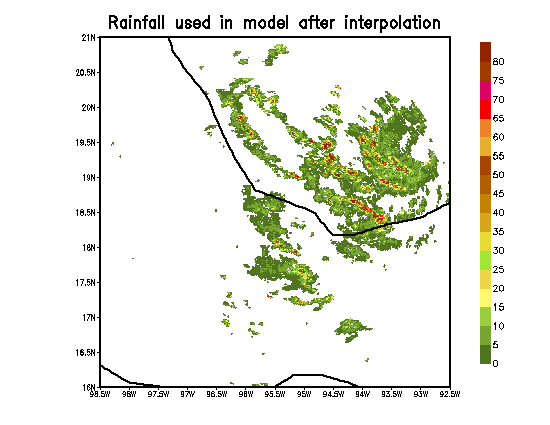 Rainfall used in model after interpolation
21N
20.5N
20N
19.5N
19N
18.5N
18N
17.5N
17N
16.5N
16N
98.5W 98W 97.5W 97W 96.5W 96W 95.5W 95W 94.5W 94W 93.5W 93W 92.5W
80
75
70
65
60
55
50
45
40
35
30
25
20
15
10
5
0